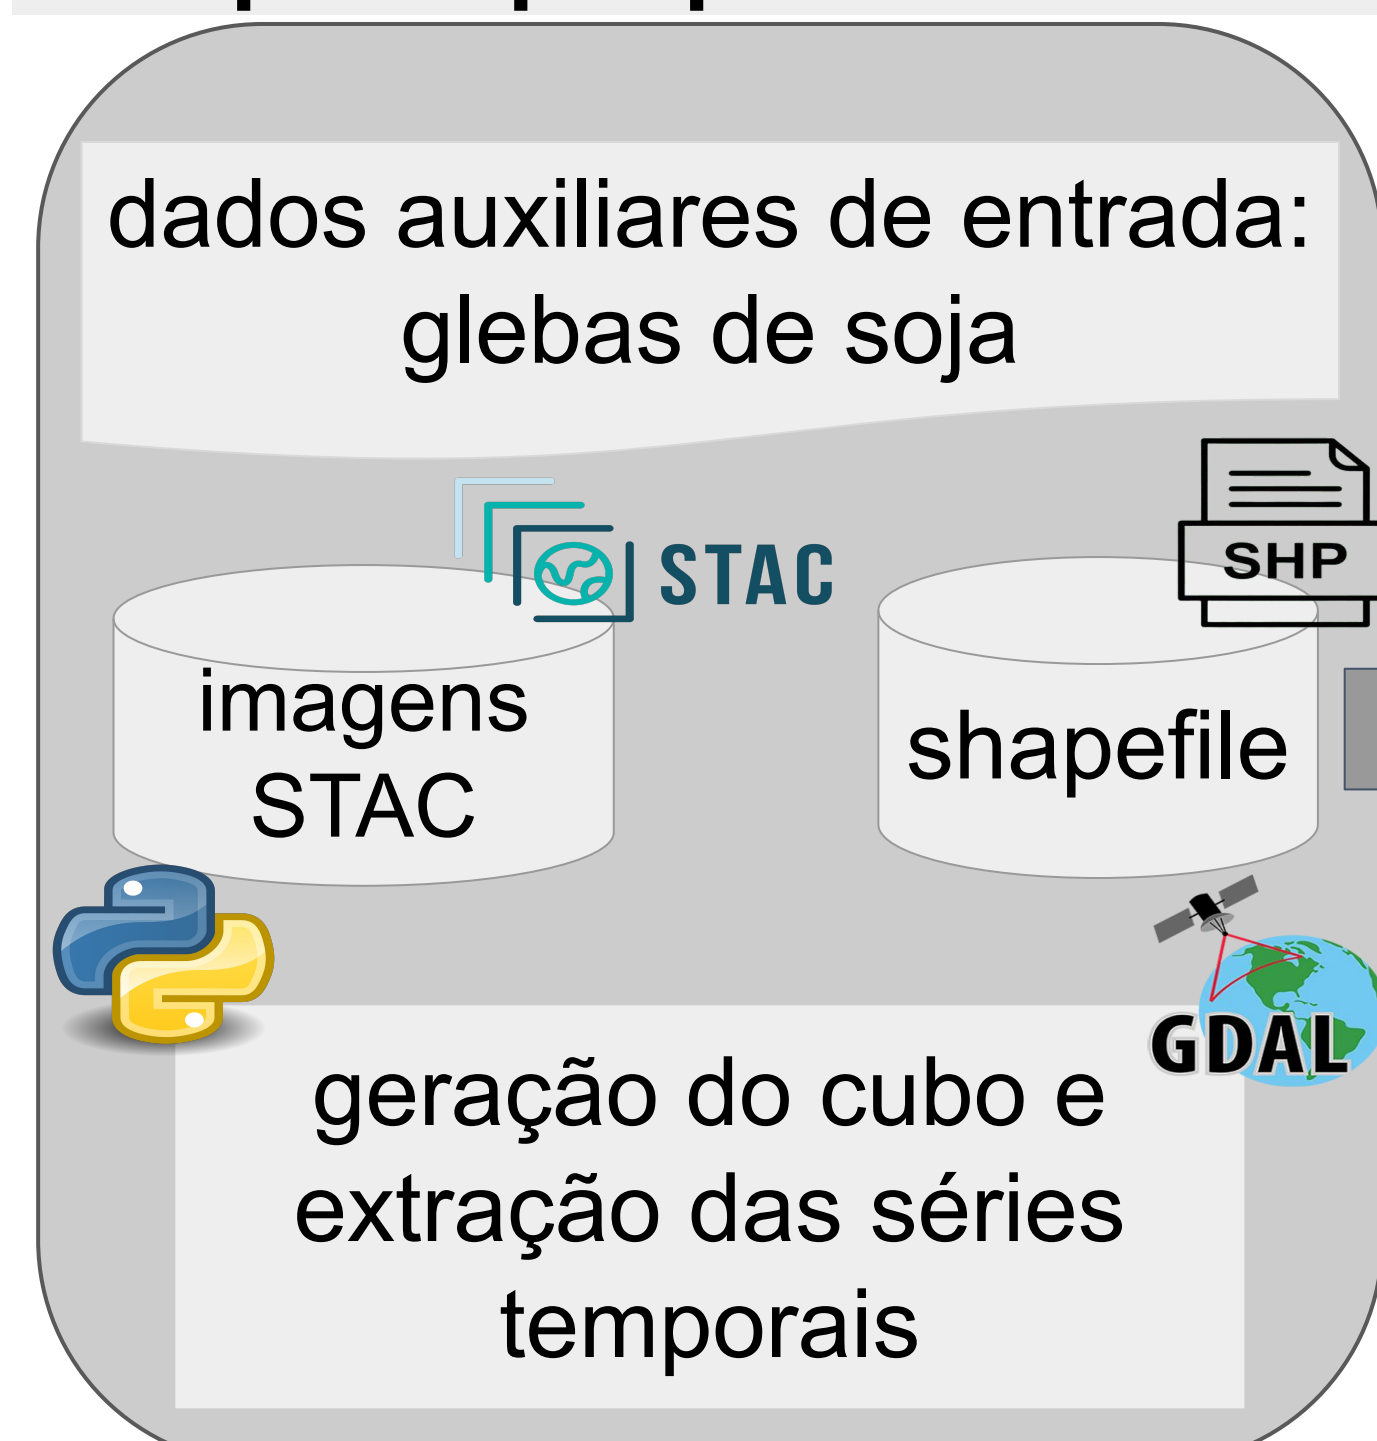 dados auxiliares de entrada:
glebas de soja
STAC
SHP
imagens
STAC
shapefile
GDAL
geração do cubo e
extração das séries
temporais